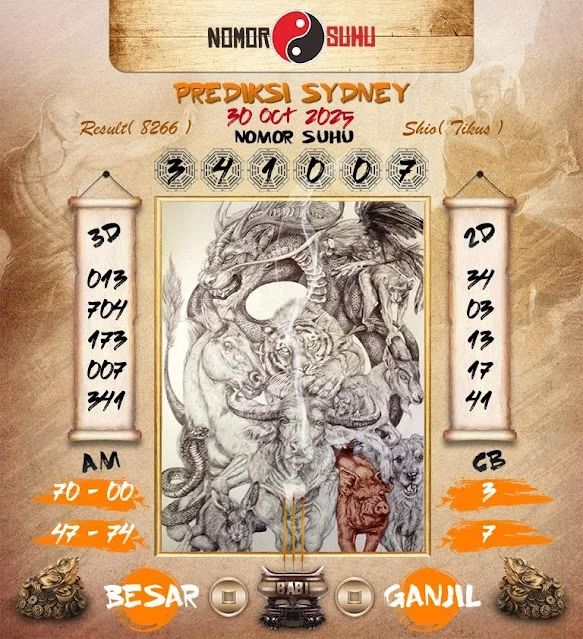 NOMOR SUHU
PREDIKSI SYDNEY
30 Oct 2025
Result( 8266 )
NOMOR SUHU
Shio( Tikus )
3 4 1 0 0 7
3D
013
704
173
007
341
2D
34
03
13
17
41
AM
70 - 00
47 - 74
CB
3
7
BESAR
BABI
GANJIL